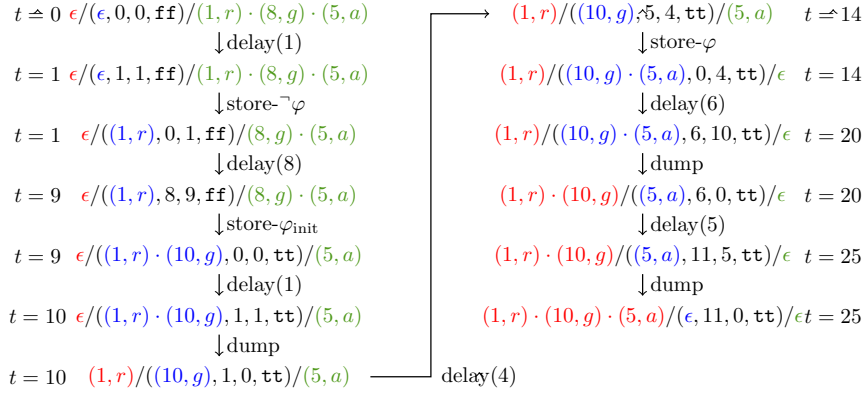 t = 0 ϵ/(ϵ, 0, 0, ff)/(1, r) · (8, g) · (5, a)
↓delay(1)
t = 1 ϵ/(ϵ, 1, 1, ff)/(1, r) · (8, g) · (5, a)
↓store-¬φ
t = 1 ϵ/((1, r), 0, 1, ff)/(8, g) · (5, a)
↓delay(8)
t = 9 ϵ/((1, r), 8, 9, ff)/(8, g) · (5, a)
↓store-φinit
t = 9 ϵ/((1, r) · (10, g), 0, 0, tt)/(5, a)
↓delay(1)
t = 10 ϵ/((1, r) · (10, g), 1, 1, tt)/(5, a)
↓dump
t = 10 (1, r)/((10, g), 1, 0, tt)/(5, a)
delay(4)
(1, r)/((10, g), 5, 4, tt)/(5, a) t = 14
↓store-φ
(1, r)/((10, g) · (5, a), 0, 4, tt)/ϵ t = 14
↓delay(6)
(1, r)/((10, g) · (5, a), 6, 10, tt)/ϵ t = 20
↓dump
(1, r) · (10, g)/((5, a), 6, 0, tt)/ϵ t = 20
↓delay(5)
(1, r) · (10, g)/((5, a), 11, 5, tt)/ϵ t = 25
↓dump
(1, r) · (10, g) · (5, a)/(ϵ, 11, 0, tt)/ϵ t = 25